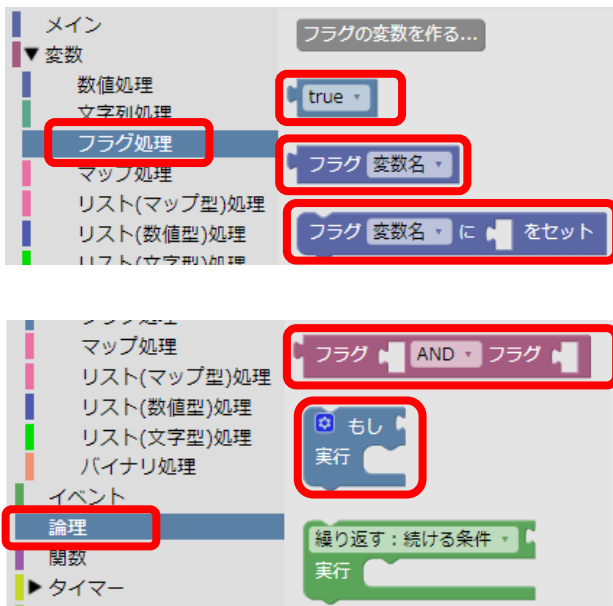 メイン
▼変数
数値処理
文字列処理
フラグ処理
マップ処理
リスト(マップ型)処理
リスト(数値型)処理
リスト(文字型)処理
フラグの変数を作る...
true
フラグ 変数名
フラグ 変数名 に をセット
フラグ処理
マップ処理
リスト(マップ型)処理
リスト(数値型)処理
リスト(文字型)処理
バイナリ処理
イベント
論理
関数
▶タイマー
フラグ AND フラグ
もし
実行
繰り返す：続ける条件
実行